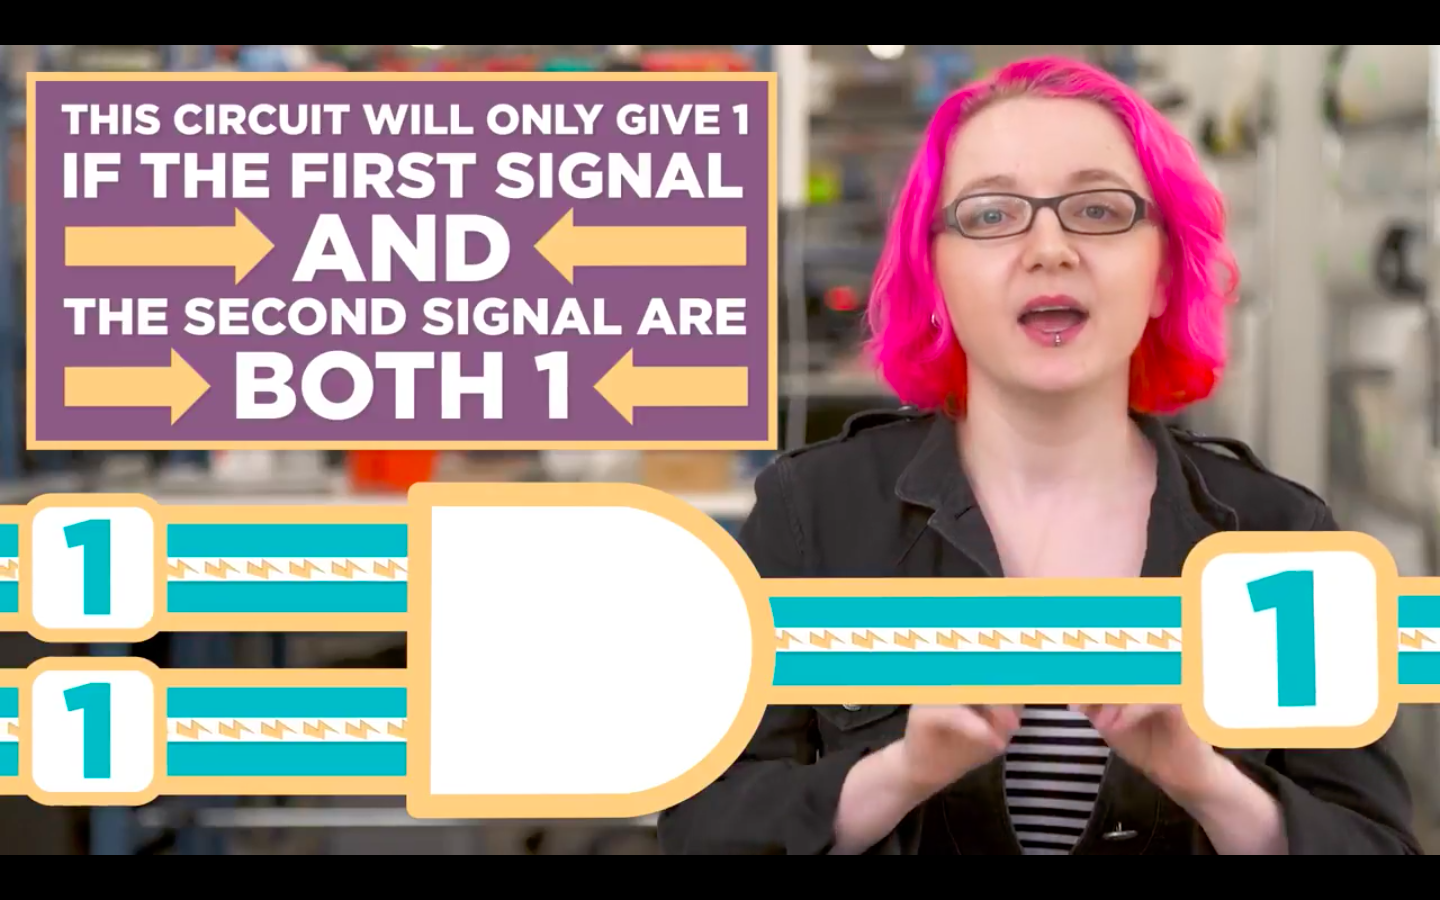 THIS CIRCUIT WILL ONLY GIVE 1
IF THE FIRST SIGNAL
AND
THE SECOND SIGNAL ARE
BOTH 1
1
1
1